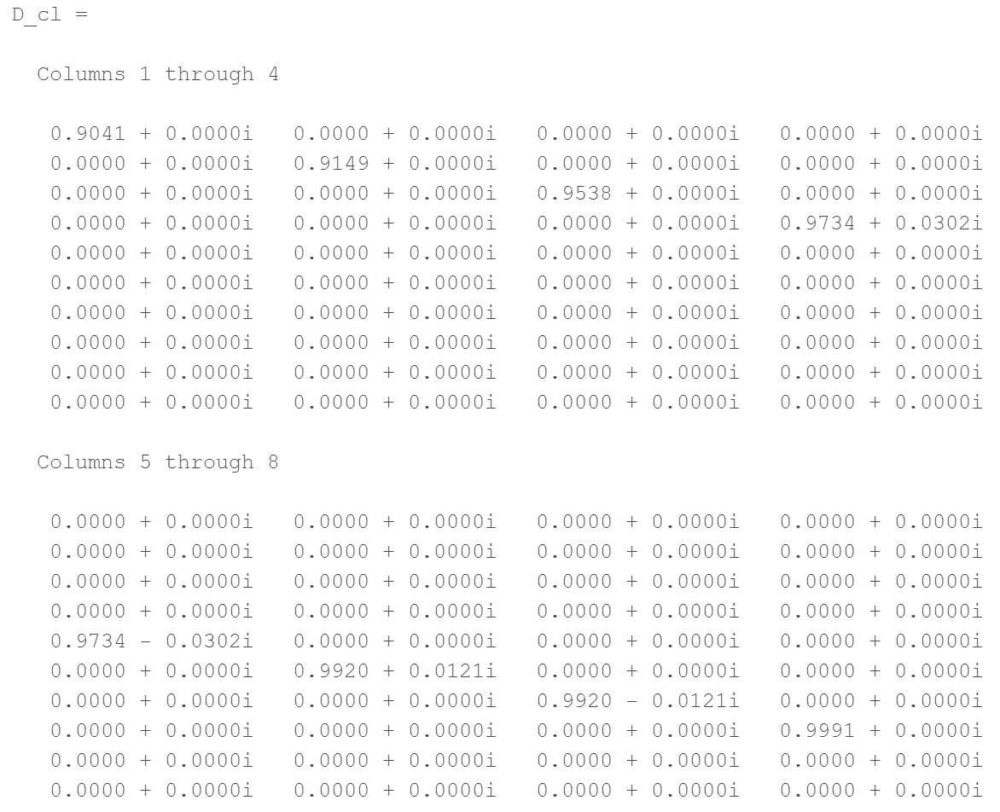 D_cl =
Columns 1 through 4
0.9041 + 0.0000i 0.0000 + 0.0000i 0.0000 + 0.0000i 0.0000 + 0.0000i
0.0000 + 0.0000i 0.9149 + 0.0000i 0.0000 + 0.0000i 0.0000 + 0.0000i
0.0000 + 0.0000i 0.0000 + 0.0000i 0.9538 + 0.0000i 0.0000 + 0.0000i
0.0000 + 0.0000i 0.0000 + 0.0000i 0.0000 + 0.0000i 0.9734 + 0.0302i
0.0000 + 0.0000i 0.0000 + 0.0000i 0.0000 + 0.0000i 0.0000 + 0.0000i
0.0000 + 0.0000i 0.0000 + 0.0000i 0.0000 + 0.0000i 0.0000 + 0.0000i
0.0000 + 0.0000i 0.0000 + 0.0000i 0.0000 + 0.0000i 0.0000 + 0.0000i
0.0000 + 0.0000i 0.0000 + 0.0000i 0.0000 + 0.0000i 0.0000 + 0.0000i
0.0000 + 0.0000i 0.0000 + 0.0000i 0.0000 + 0.0000i 0.0000 + 0.0000i
0.0000 + 0.0000i 0.0000 + 0.0000i 0.0000 + 0.0000i 0.0000 + 0.0000i
Columns 5 through 8
0.0000 + 0.0000i 0.0000 + 0.0000i 0.0000 + 0.0000i 0.0000 + 0.0000i
0.0000 + 0.0000i 0.0000 + 0.0000i 0.0000 + 0.0000i 0.0000 + 0.0000i
0.0000 + 0.0000i 0.0000 + 0.0000i 0.0000 + 0.0000i 0.0000 + 0.0000i
0.0000 + 0.0000i 0.0000 + 0.0000i 0.0000 + 0.0000i 0.0000 + 0.0000i
0.9734 - 0.0302i 0.0000 + 0.0000i 0.0000 + 0.0000i 0.0000 + 0.0000i
0.0000 + 0.0000i 0.9920 + 0.0121i 0.0000 + 0.0000i 0.0000 + 0.0000i
0.0000 + 0.0000i 0.0000 + 0.0000i 0.9920 - 0.0121i 0.0000 + 0.0000i
0.0000 + 0.0000i 0.0000 + 0.0000i 0.0000 + 0.0000i 0.9991 + 0.0000i
0.0000 + 0.0000i 0.0000 + 0.0000i 0.0000 + 0.0000i 0.0000 + 0.0000i
0.0000 + 0.0000i 0.0000 + 0.0000i 0.0000 + 0.0000i 0.0000 + 0.0000i